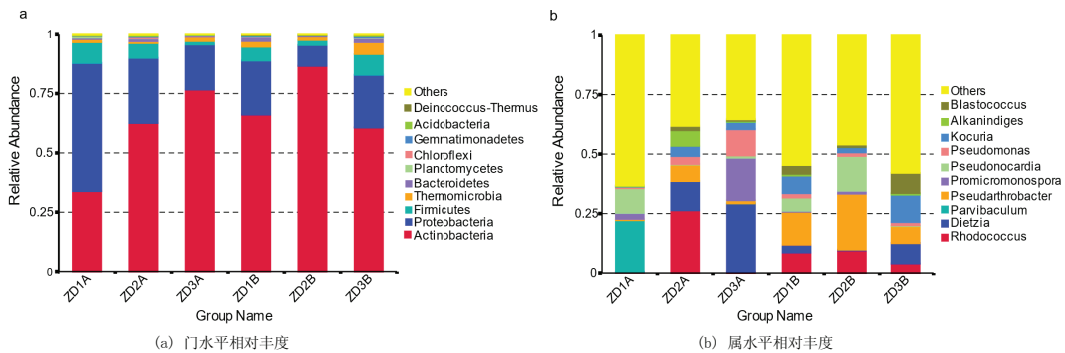 a
Relative Abundance
1
0.75
0.5
0.25
0
ZD1A
ZD2A
ZD3A
ZD1B
ZD2B
ZD3B
Group Name
Others
Deinococcus-Thermus
Acidobacteria
Gemmatimonadetes
Chloroflexi
Planctomycetes
Bacteroidetes
Thermomicrobia
Firmicutes
Proteobacteria
Actinobacteria
(a) 门水平相对丰度
b
Relative Abundance
1
0.75
0.5
0.25
0
ZD1A
ZD2A
ZD3A
ZD1B
ZD2B
ZD3B
Group Name
Others
Blastococcus
Alkanindiges
Kocuria
Pseudomonas
Pseudonocardia
Promicromonospora
Pseudarthrobacter
Parvibaculum
Dietzia
Rhodococcus
(b) 属水平相对丰度